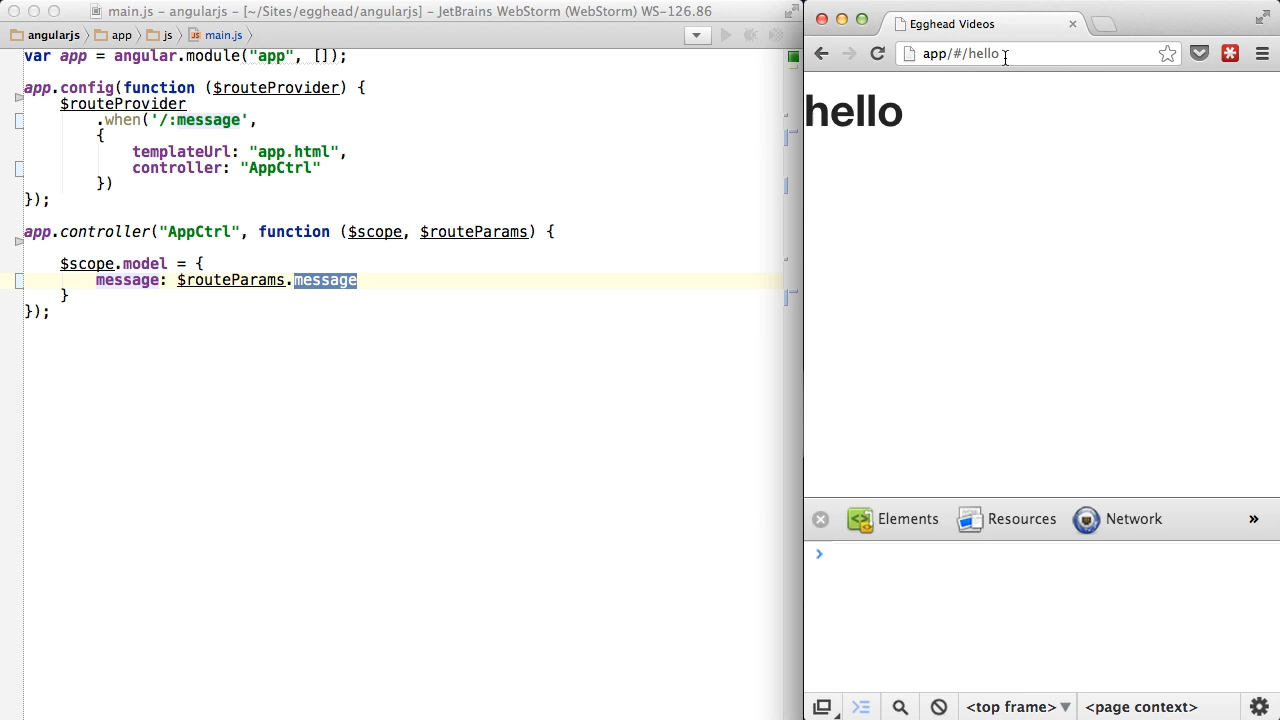 main.js – angularjs – [~/Sites/egghead/angularjs] – JetBrains WebStorm (WebStorm) WS-126.86
angularjs app js main.js
var app = angular.module("app", []);
app.config(function ($routeProvider) {
$routeProvider
.when('/:message',
{
templateUrl: "app.html",
controller: "AppCtrl"
})
});
app.controller("AppCtrl", function ($scope, $routeParams) {
$scope.model = {
message: $routeParams.message
}
});
Egghead Videos
app/#/hello
hello
Elements Resources Network »
<top frame> <page context>